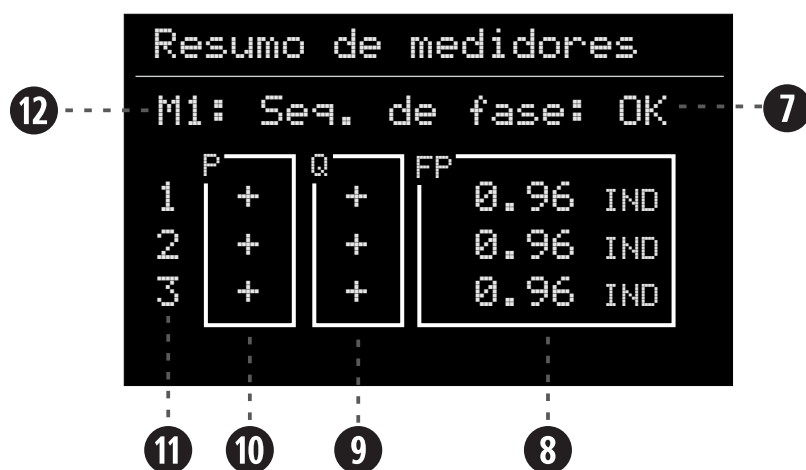 Resumo de medidores
12 M1: Seq. de fase: OK 7
P Q FP
1 + + 0.96 IND
2 + + 0.96 IND
3 + + 0.96 IND
11 10 9 8